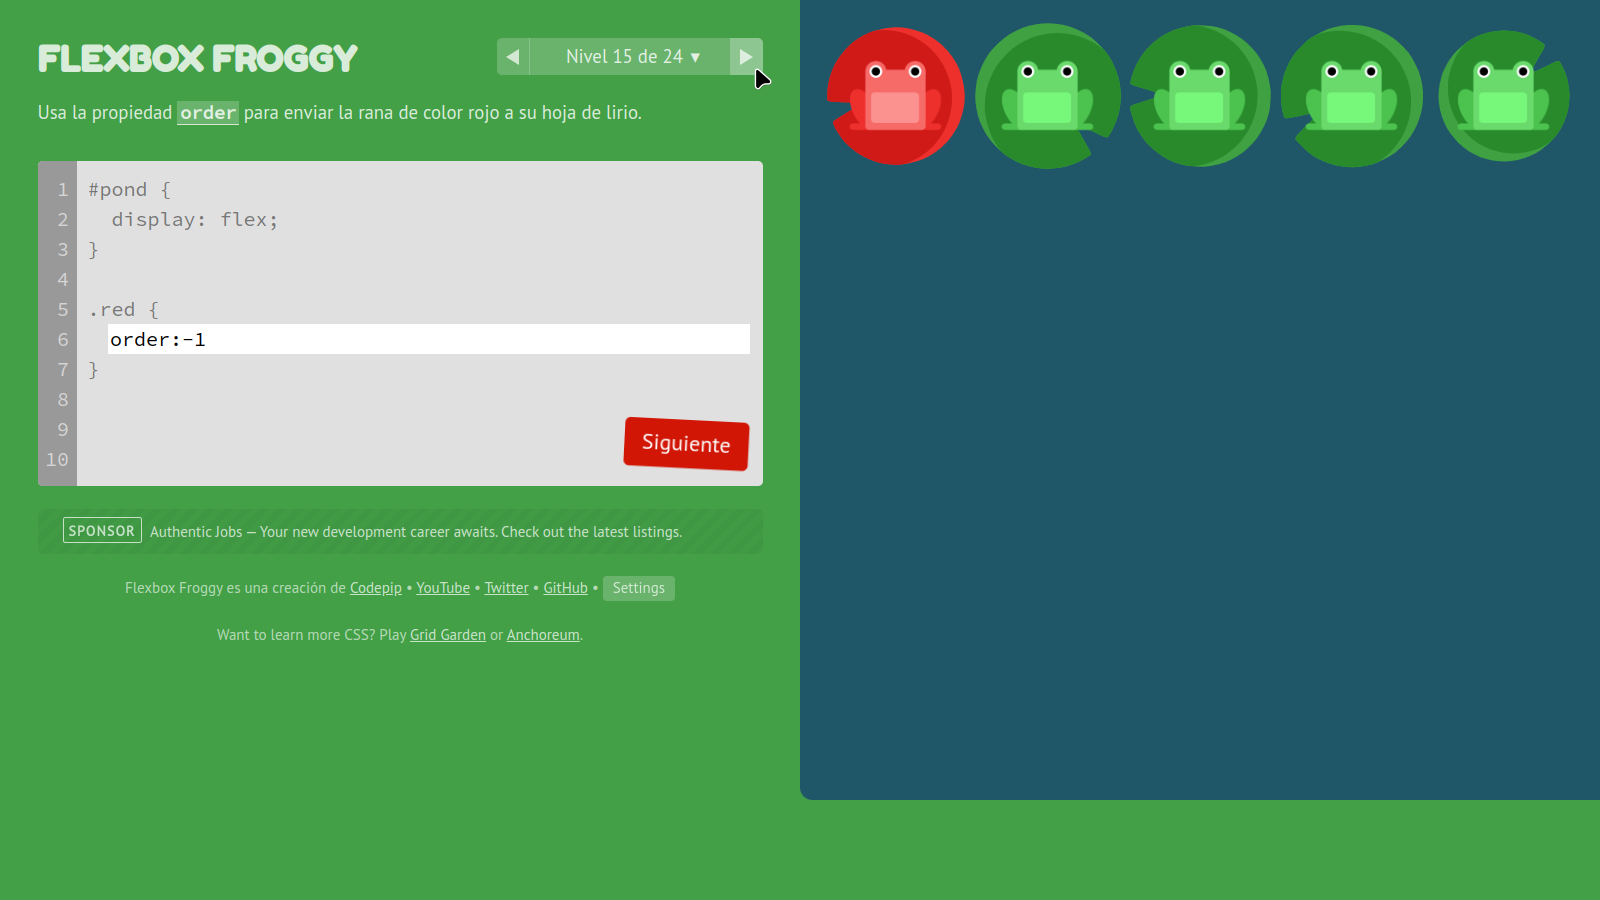 FLEXBOX FROGGY
Nivel 15 de 24 ▼
Usa la propiedad order para enviar la rana de color rojo a su hoja de lirio.
1 #pond {
2 display: flex;
3 }
4
5 .red {
6 order:-1
7 }
8
9
10
Siguiente
SPONSOR Authentic Jobs — Your new development career awaits. Check out the latest listings.
Flexbox Froggy es una creación de Codepip • YouTube • Twitter • GitHub • Settings
Want to learn more CSS? Play Grid Garden or Anchoreum.